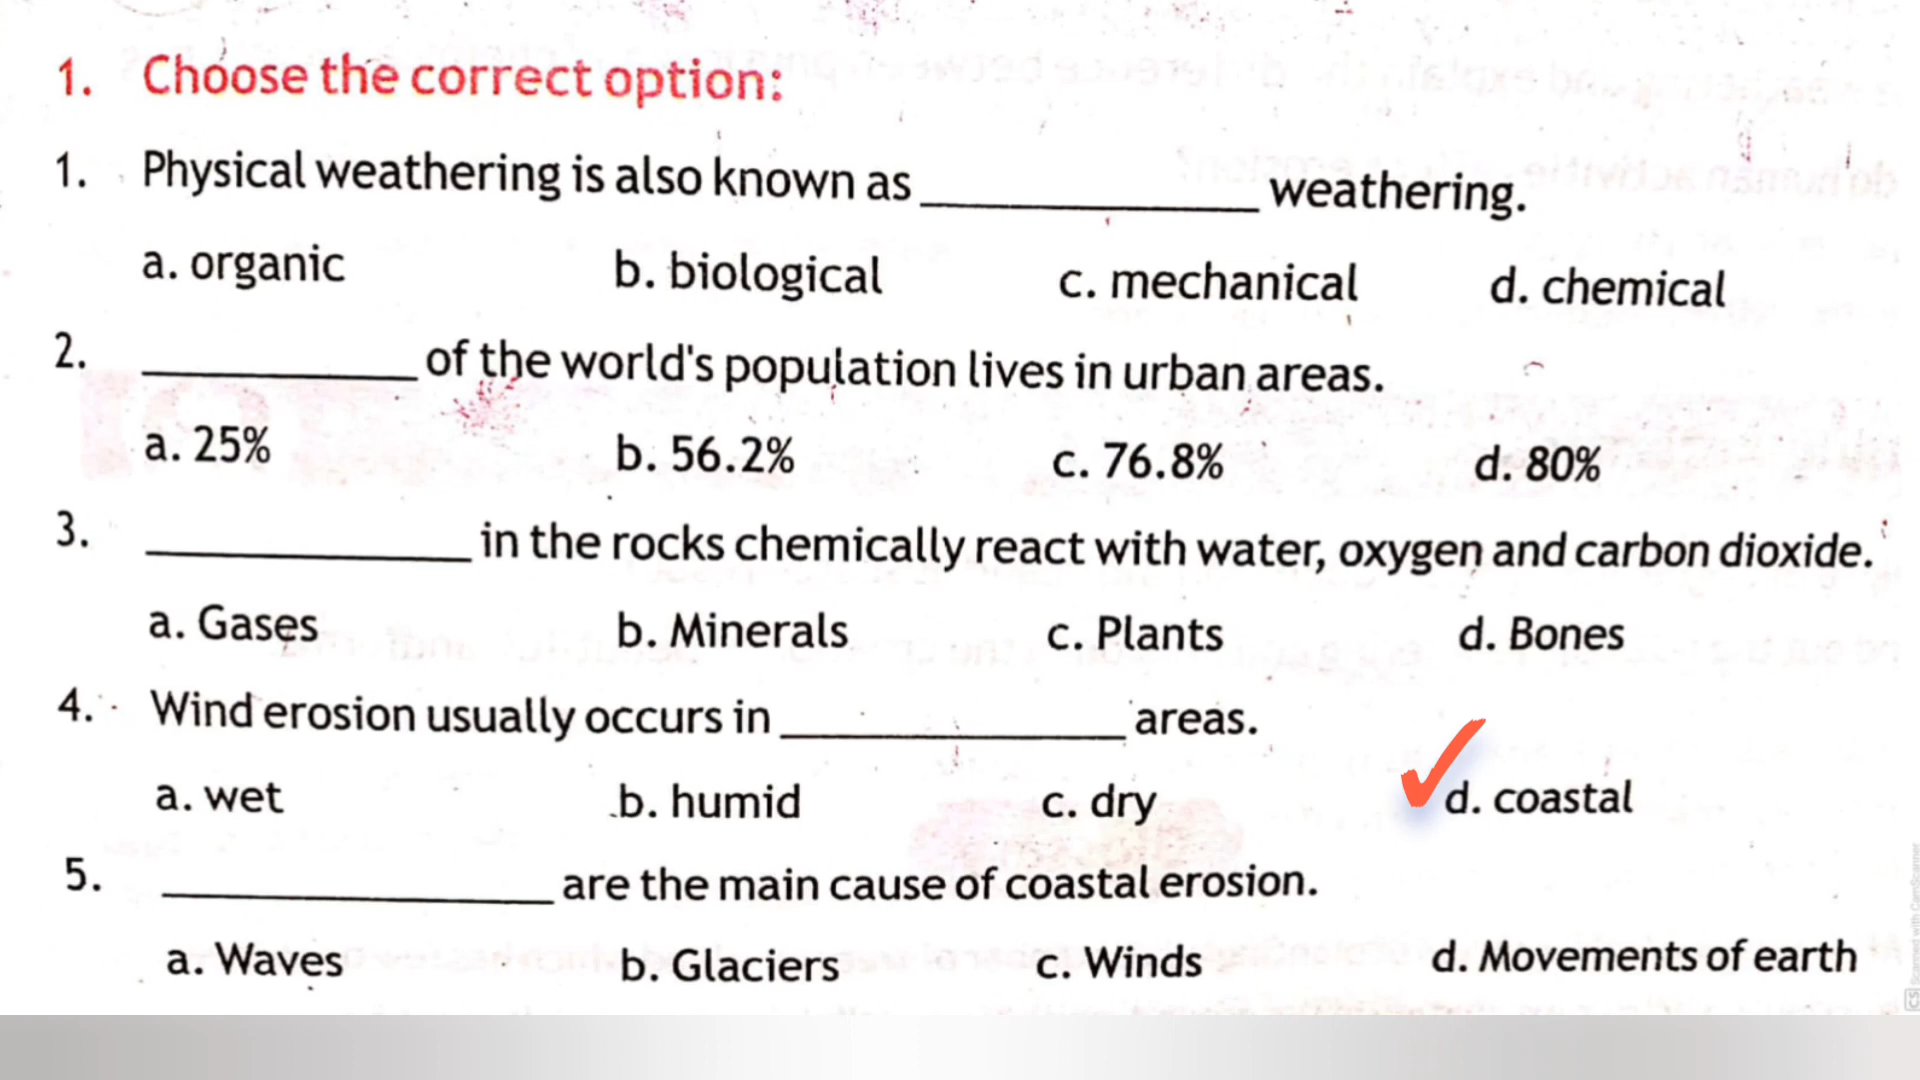 1. Choose the correct option:
1. Physical weathering is also known as ____________ weathering.
a. organic b. biological c. mechanical d. chemical
2. ____________ of the world's population lives in urban areas.
a. 25% b. 56.2% c. 76.8% d. 80%
3. ____________ in the rocks chemically react with water, oxygen and carbon dioxide.
a. Gases b. Minerals c. Plants d. Bones
4. Wind erosion usually occurs in ____________ areas.
a. wet b. humid c. dry ✓ d. coastal
5. ____________ are the main cause of coastal erosion.
a. Waves b. Glaciers c. Winds d. Movements of earth
CS Scanned with CamScanner